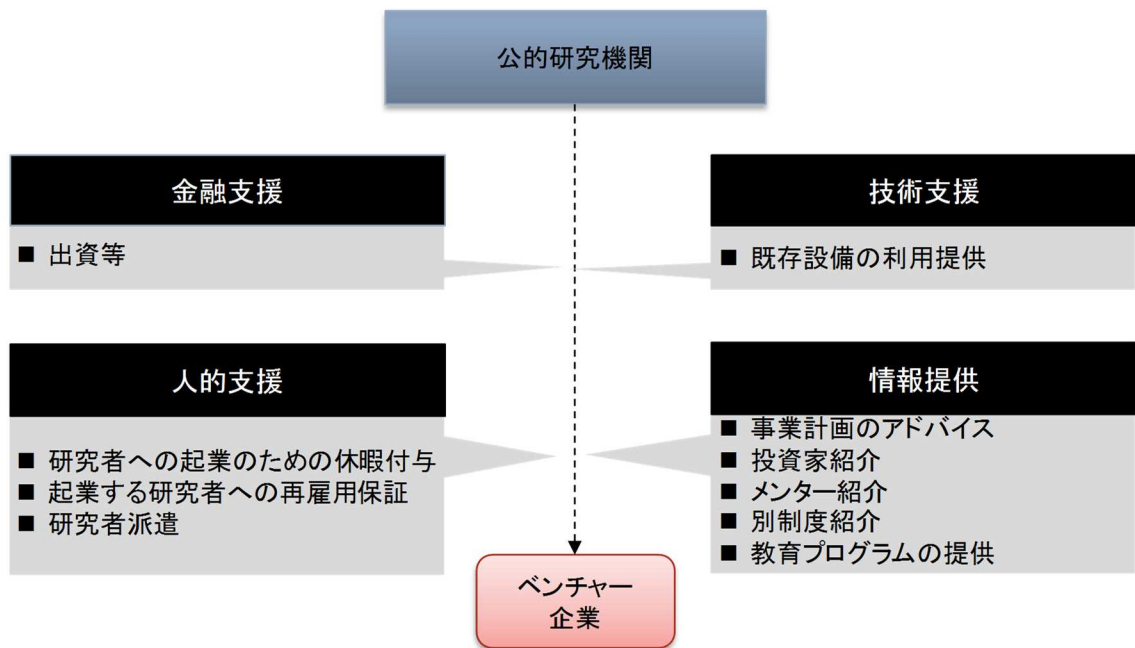 公的研究機関
金融支援
■ 出資等
技術支援
■ 既存設備の利用提供
人的支援
■ 研究者への起業のための休暇付与
■ 起業する研究者への再雇用保証
■ 研究者派遣
情報提供
■ 事業計画のアドバイス
■ 投資家紹介
■ メンター紹介
■ 別制度紹介
■ 教育プログラムの提供
ベンチャー
企業